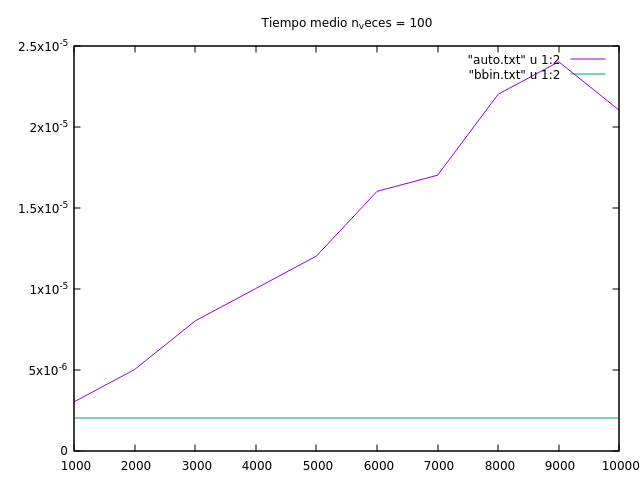 Tiempo medio nᵥeces = 100
2.5x10⁻⁵
"auto.txt" u 1:2
"bbin.txt" u 1:2
2x10⁻⁵
1.5x10⁻⁵
1x10⁻⁵
5x10⁻⁶
0
1000 2000 3000 4000 5000 6000 7000 8000 9000 10000